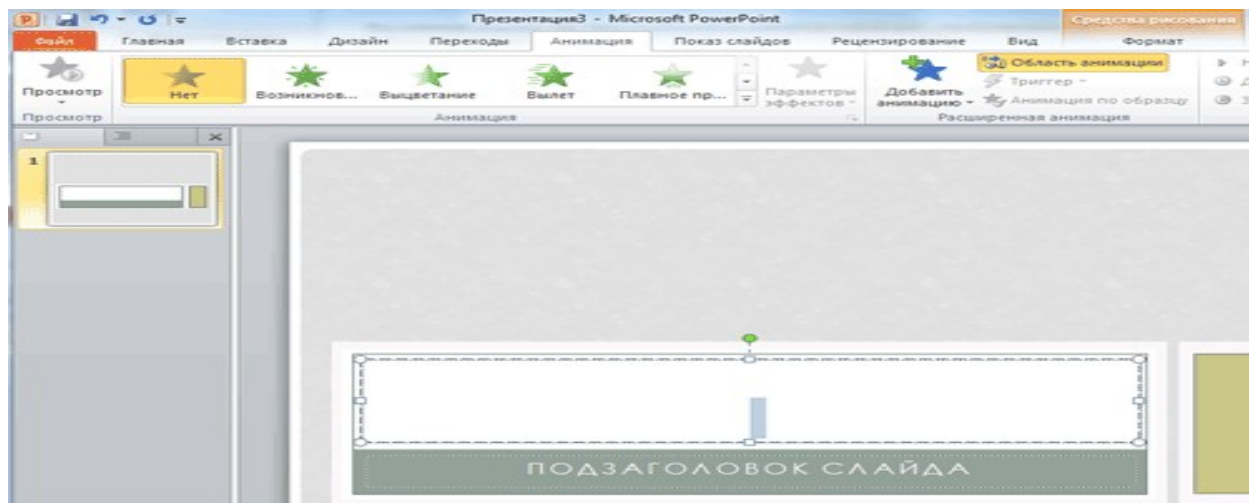 Презентация3 - Microsoft PowerPoint
Средства рисования
Файл Главная Вставка Дизайн Переходы Анимация Показ слайдов Рецензирование Вид Формат
Просмотр Нет Возникнов... Выцветание Вылет Плавное пр... Параметры эффектов Добавить анимацию Область анимации
Триггер
Анимация по образцу
Просмотр Анимация Расширенная анимация
1
ПОДЗАГОЛОВОК СЛАЙДА